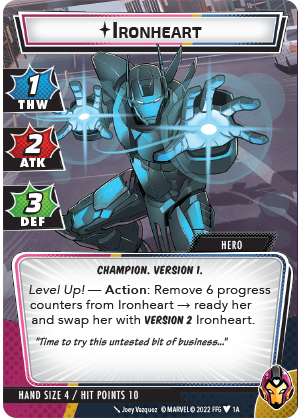 Ironheart
1
THW
2
ATK
3
DEF
HERO
CHAMPION. VERSION 1.
Level Up! — Action: Remove 6 progress
counters from Ironheart → ready her
and swap her with VERSION 2 Ironheart.
"Time to try this untested bit of business..."
HAND SIZE 4 / HIT POINTS 10
Joey Vazquez © MARVEL © 2022 FFG 1A